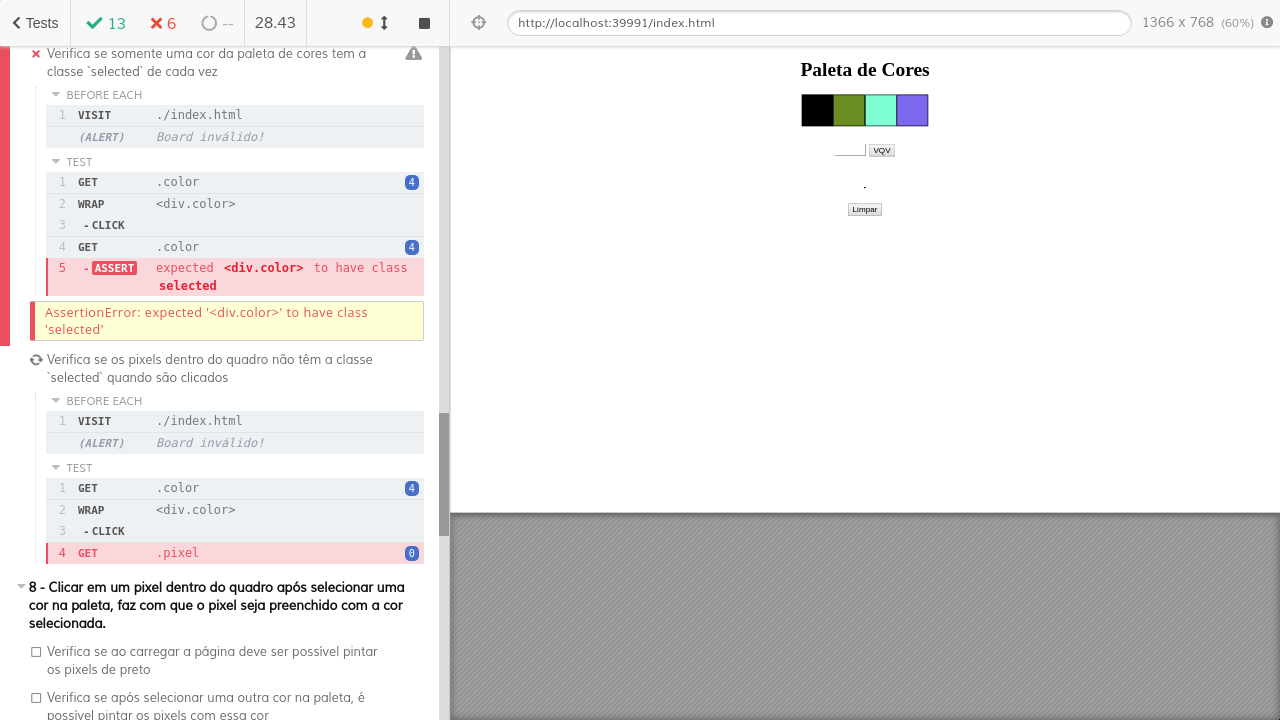 Tests
13
6
--
28.43
http://localhost:39991/index.html
1366 x 768 (60%)
Verifica se somente uma cor da paleta de cores tem a
classe `selected` de cada vez
BEFORE EACH
1 VISIT ./index.html
(ALERT) Board inválido!
TEST
1 GET .color 4
2 WRAP <div.color>
3 - CLICK
4 GET .color 4
5 - ASSERT expected <div.color> to have class
selected
AssertionError: expected '<div.color>' to have class
'selected'
Verifica se os pixels dentro do quadro não têm a classe
`selected` quando são clicados
BEFORE EACH
1 VISIT ./index.html
(ALERT) Board inválido!
TEST
1 GET .color 4
2 WRAP <div.color>
3 - CLICK
4 GET .pixel 0
8 - Clicar em um pixel dentro do quadro após selecionar uma
cor na paleta, faz com que o pixel seja preenchido com a cor
selecionada.
Verifica se ao carregar a página deve ser possível pintar
os pixels de preto
Verifica se após selecionar uma outra cor na paleta, é
possível pintar os pixels com essa cor
Paleta de Cores
VQV
Limpar